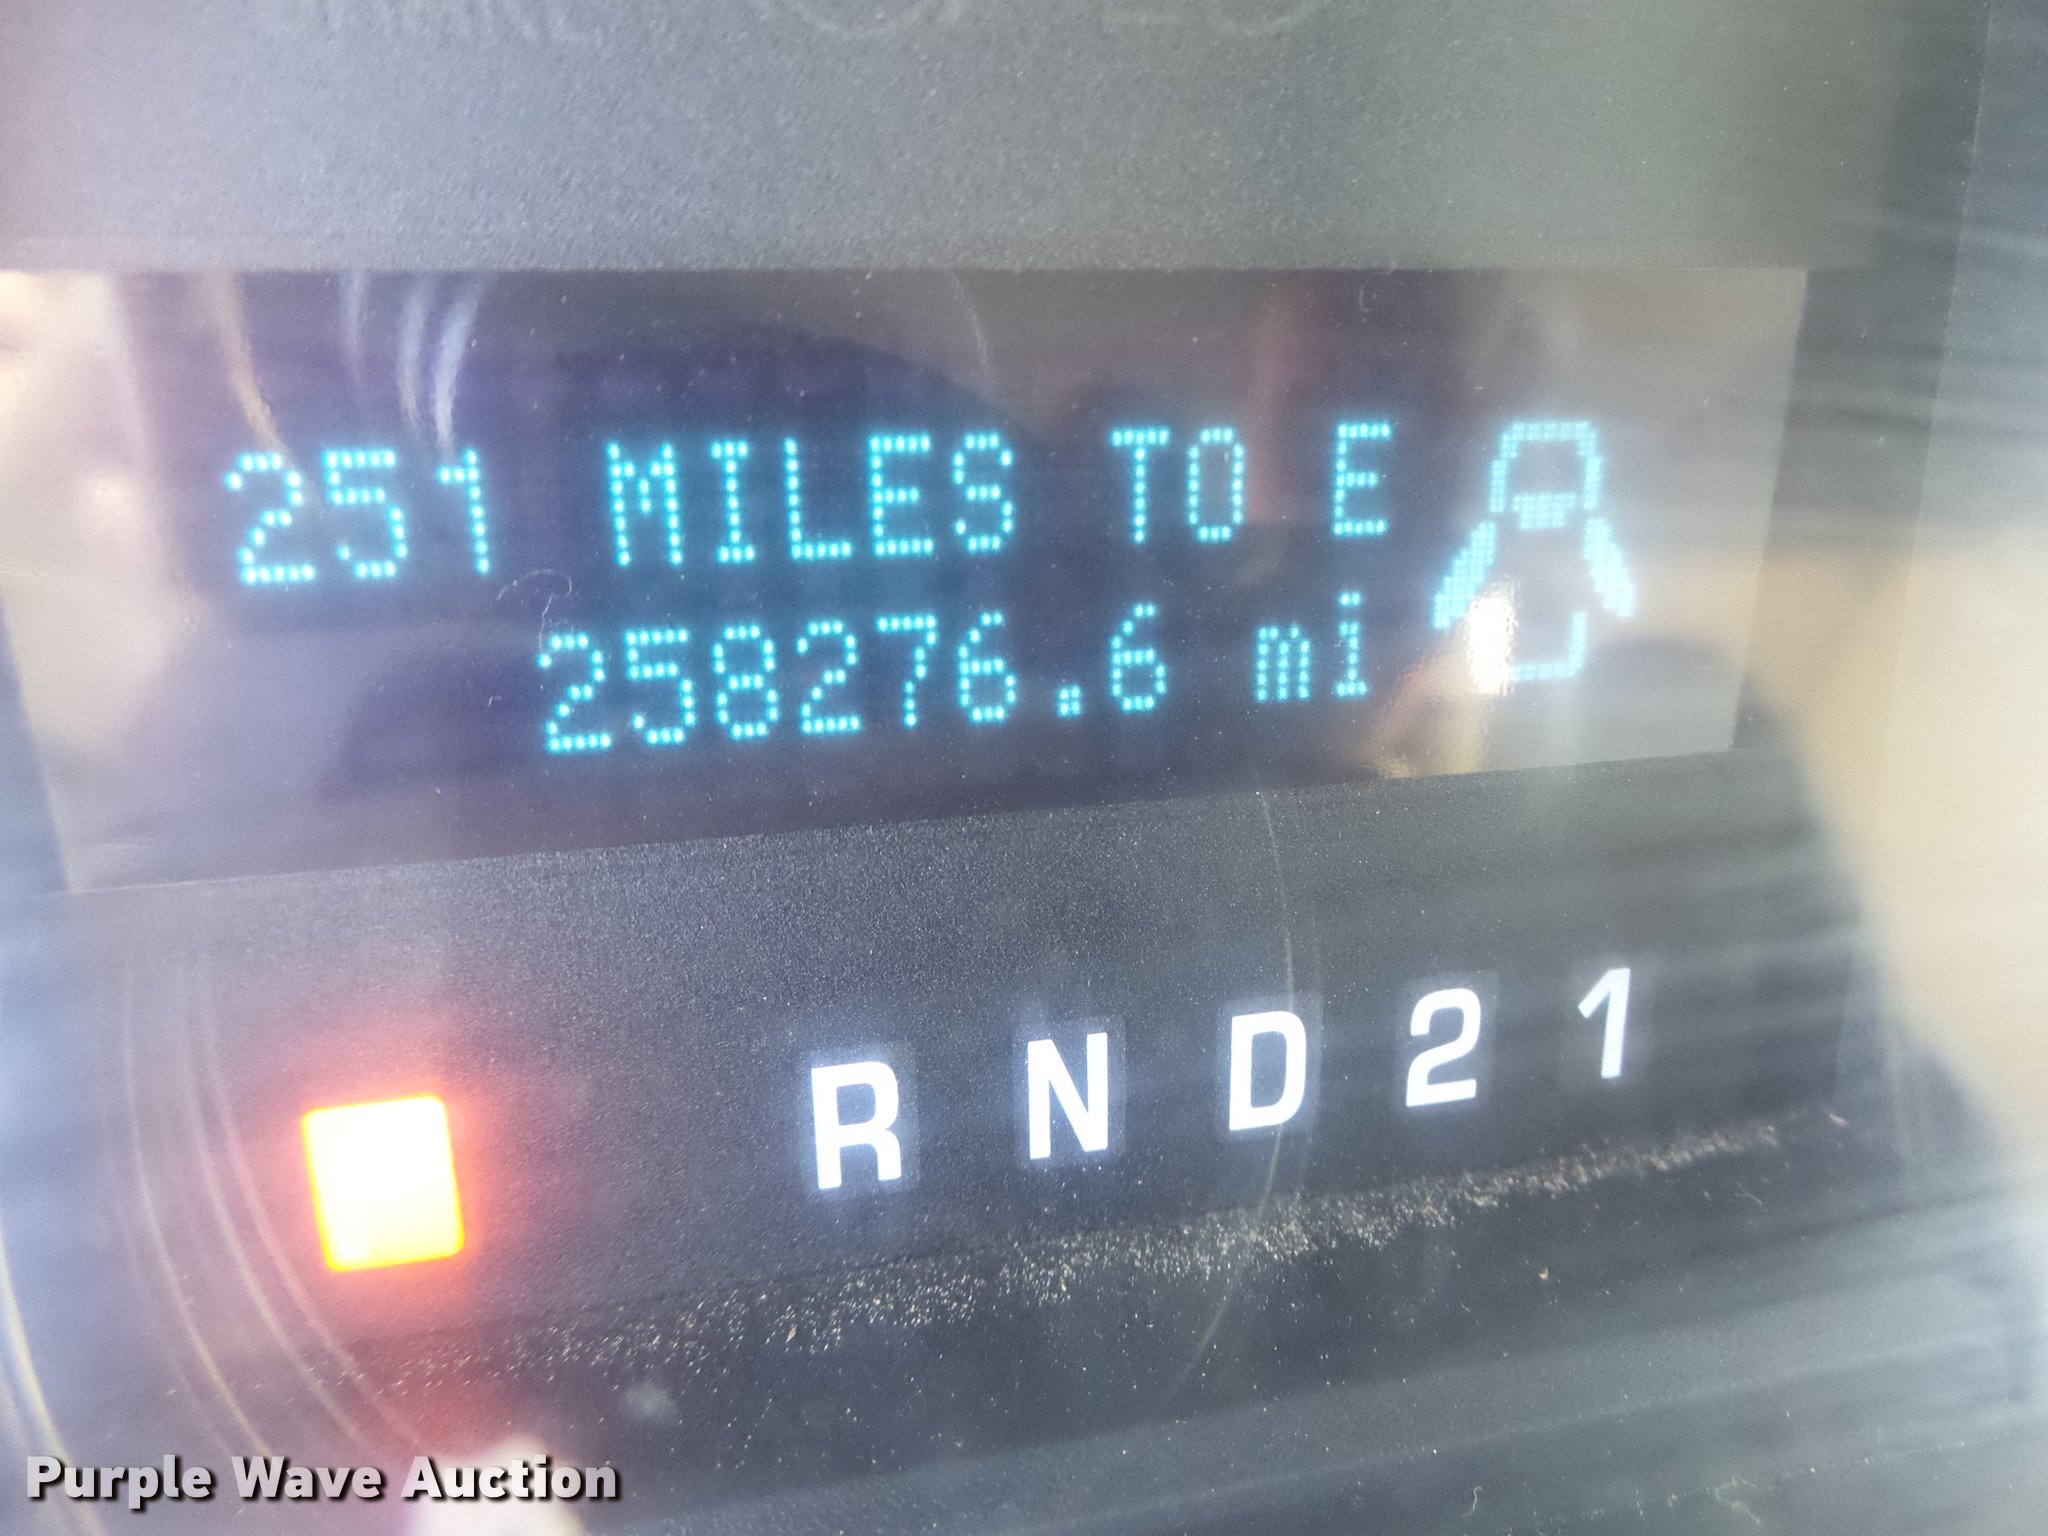 251 MILES TO E
258276.6 mi
R N D 2 1
Purple Wave Auction